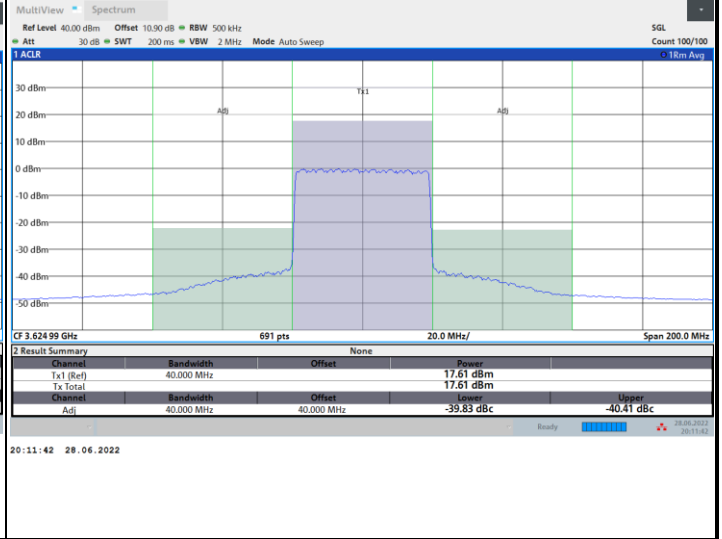 MultiView Spectrum
Ref Level 40.00 dBm Offset 10.90 dB RBW 500 kHz SGL
Att 30 dB SWT 200 ms VBW 2 MHz Mode Auto Sweep Count 100/100
1 ACLR 1Rm Avg
30 dBm
Tx1
20 dBm
Adj Adj
10 dBm
0 dBm
-10 dBm
-20 dBm
-30 dBm
-40 dBm
-50 dBm
CF 3.624 99 GHz 691 pts 20.0 MHz/ Span 200.0 MHz
2 Result Summary None
Channel Bandwidth Offset Power
Tx1 (Ref) 40.000 MHz 17.61 dBm
Tx Total 17.61 dBm
Channel Bandwidth Offset Lower Upper
Adj 40.000 MHz 40.000 MHz -39.83 dBc -40.41 dBc
Ready 28.06.2022
20:11:42
20:11:42 28.06.2022